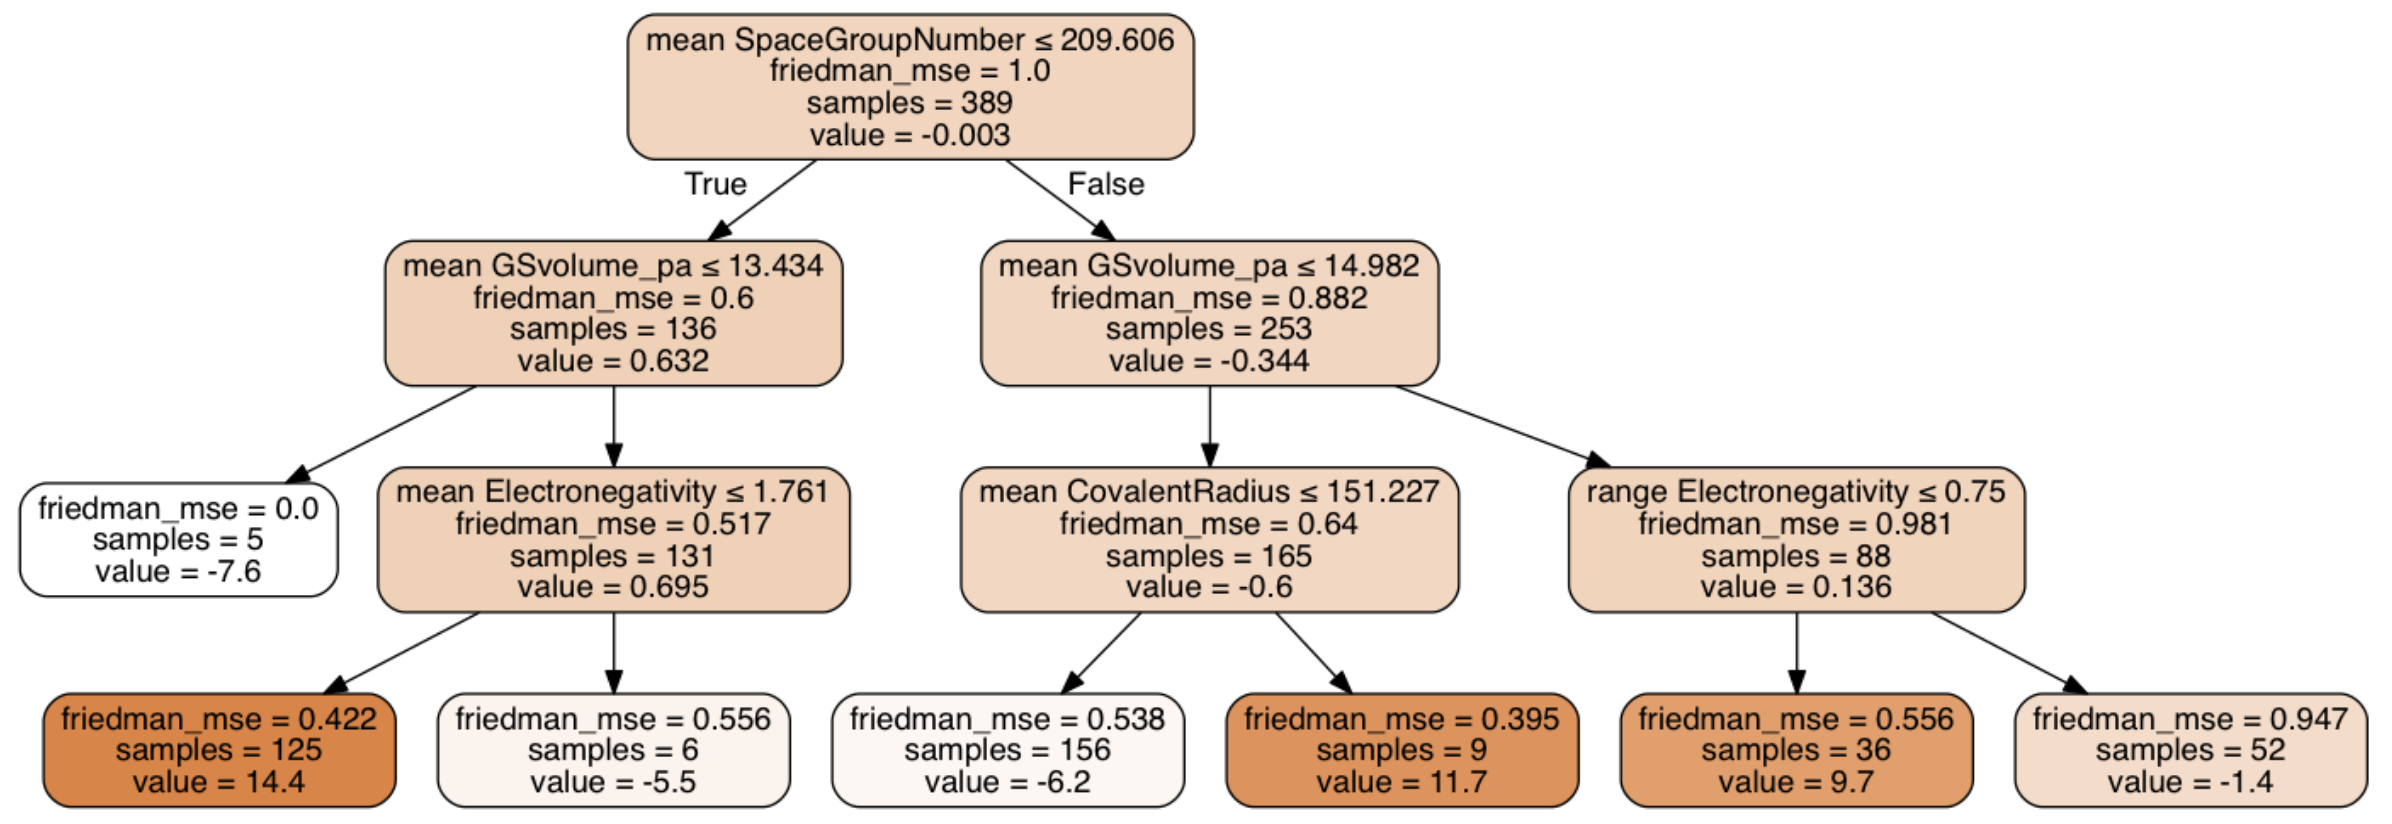 mean SpaceGroupNumber ≤ 209.606
friedman_mse = 1.0
samples = 389
value = -0.003
True
False
mean GSvolume_pa ≤ 13.434
friedman_mse = 0.6
samples = 136
value = 0.632
mean GSvolume_pa ≤ 14.982
friedman_mse = 0.882
samples = 253
value = -0.344
friedman_mse = 0.0
samples = 5
value = -7.6
mean Electronegativity ≤ 1.761
friedman_mse = 0.517
samples = 131
value = 0.695
mean CovalentRadius ≤ 151.227
friedman_mse = 0.64
samples = 165
value = -0.6
range Electronegativity ≤ 0.75
friedman_mse = 0.981
samples = 88
value = 0.136
friedman_mse = 0.422
samples = 125
value = 14.4
friedman_mse = 0.556
samples = 6
value = -5.5
friedman_mse = 0.538
samples = 156
value = -6.2
friedman_mse = 0.395
samples = 9
value = 11.7
friedman_mse = 0.556
samples = 36
value = 9.7
friedman_mse = 0.947
samples = 52
value = -1.4